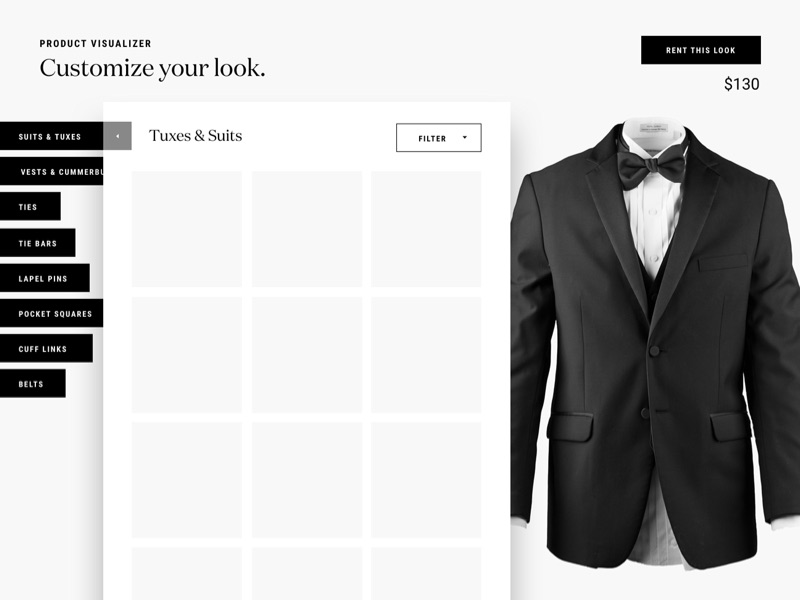 PRODUCT VISUALIZER
Customize your look.
RENT THIS LOOK
$130
SUITS & TUXES
VESTS & CUMMERBU
TIES
TIE BARS
LAPEL PINS
POCKET SQUARES
CUFF LINKS
BELTS
Tuxes & Suits
FILTER